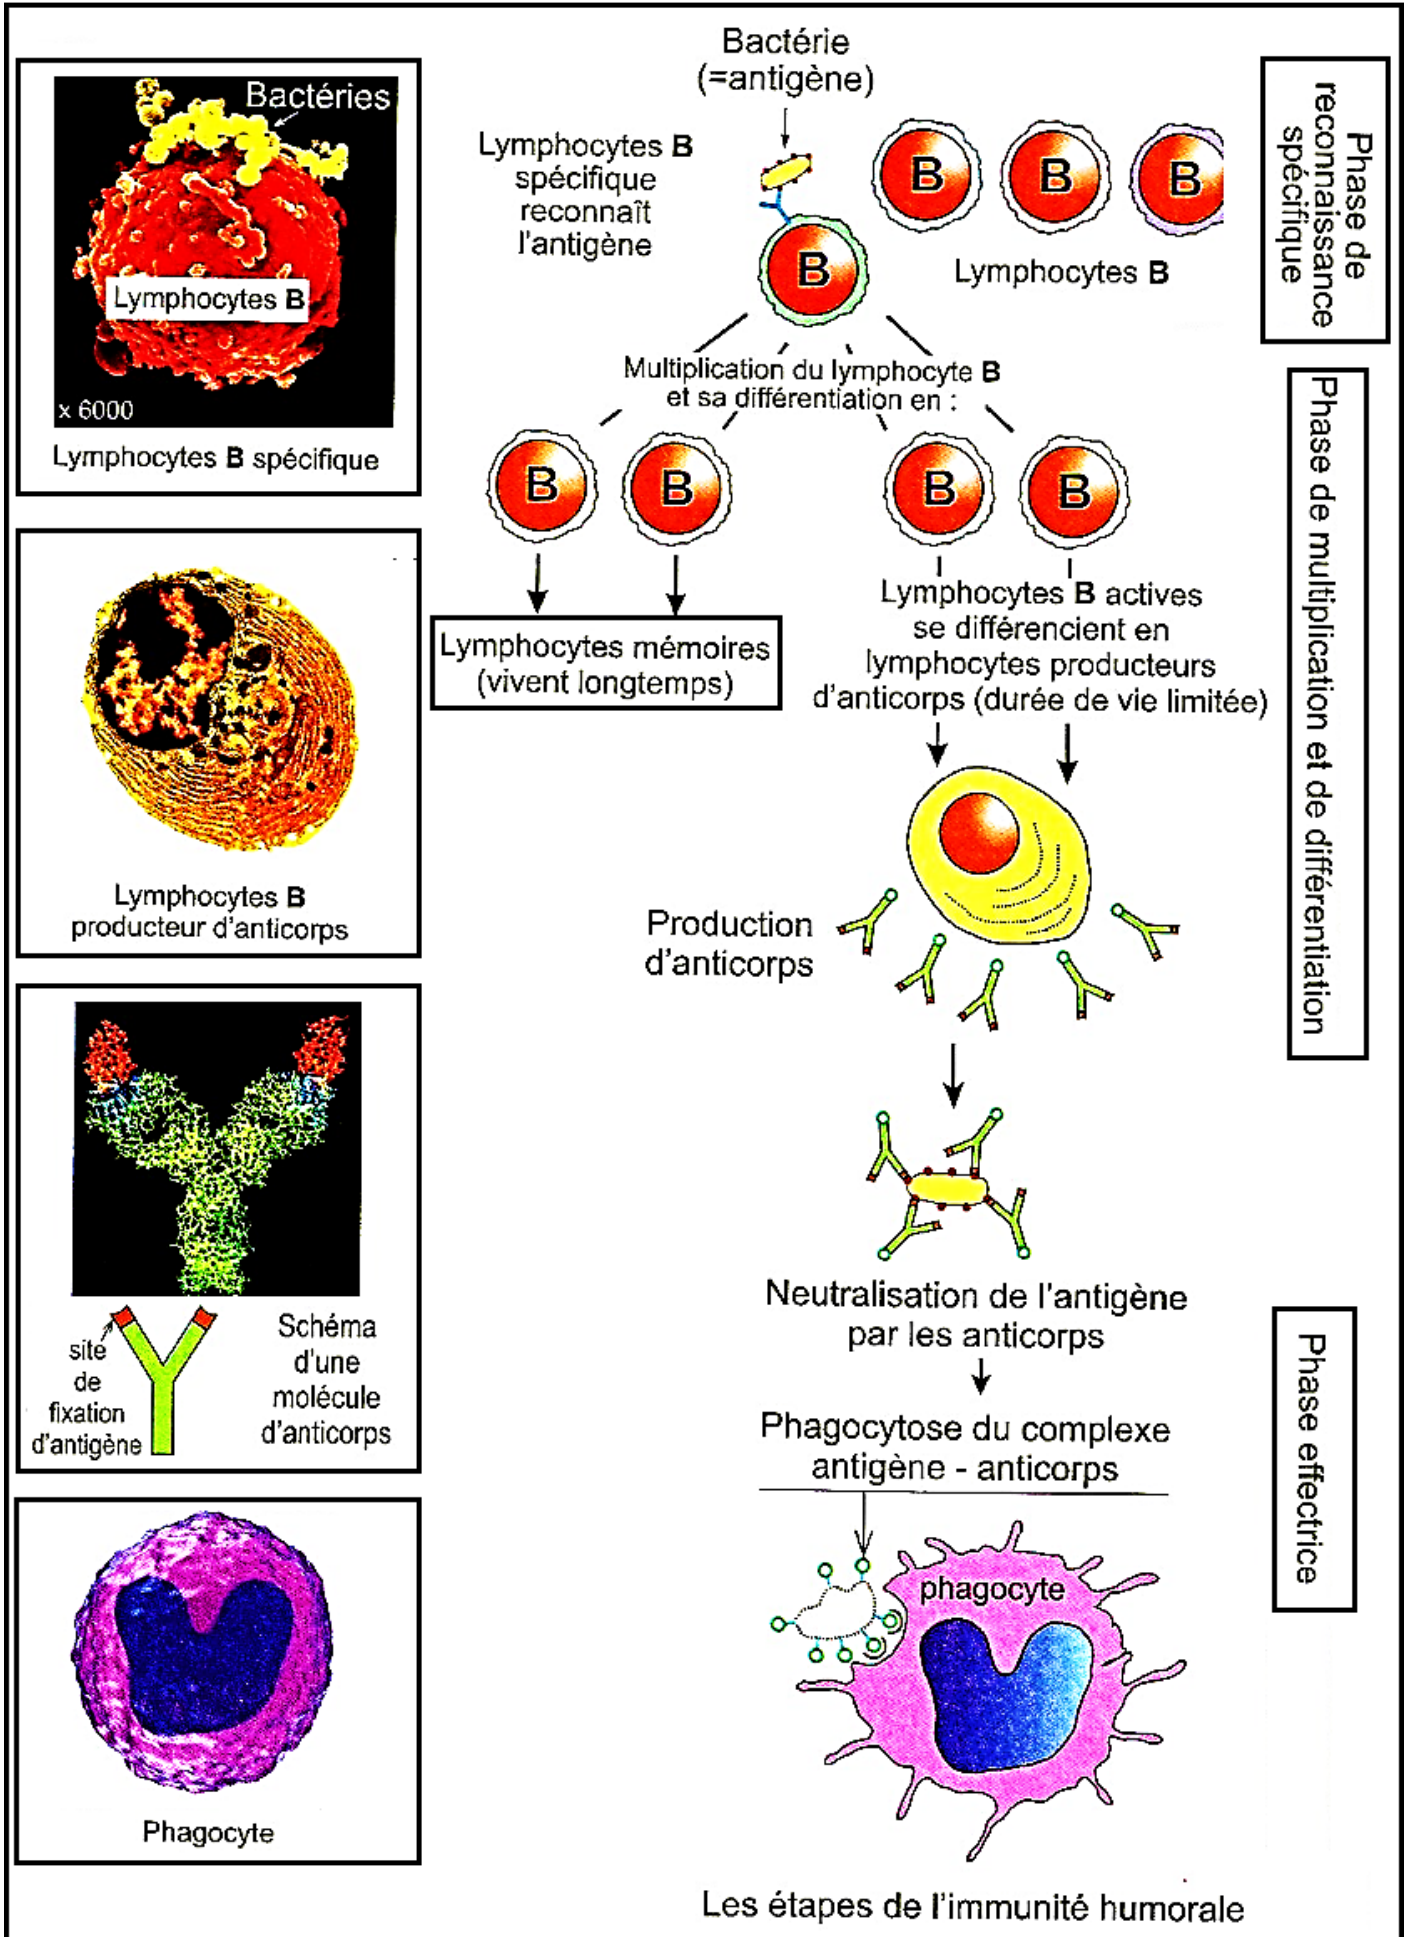 Bactéries
Lymphocytes B
x 6000
Lymphocytes B spécifique
Lymphocytes B
producteur d'anticorps
site
de
fixation
d'antigène
Schéma
d'une
molécule
d'anticorps
Phagocyte
Bactérie
(=antigène)
Lymphocytes B
spécifique
reconnaît
l'antigène
B
B
B
B
Lymphocytes B
Multiplication du lymphocyte B
et sa différentiation en :
B
B
B
B
Lymphocytes mémoires
(vivent longtemps)
Lymphocytes B actives
se différencient en
lymphocytes producteurs
d'anticorps (durée de vie limitée)
Production
d'anticorps
Neutralisation de l'antigène
par les anticorps
Phagocytose du complexe
antigène - anticorps
phagocyte
Les étapes de l'immunité humorale
Phase de
reconnaissance
spécifique
Phase de multiplication et de différentiation
Phase effectrice